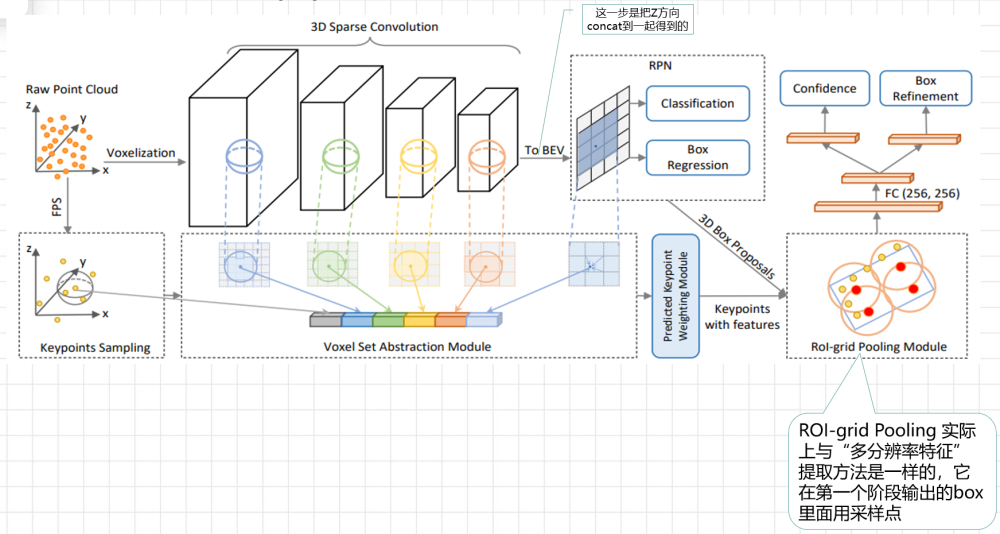 这一步是把Z方向
concat到一起得到的
3D Sparse Convolution
RPN
Raw Point Cloud
z
y
x
Voxelization
To BEV
Classification
Box
Regression
Confidence
Box
Refinement
FC (256, 256)
FPS
3D Box Proposals
z
y
x
Keypoints Sampling
Voxel Set Abstraction Module
Predicted Keypoint
Weighting Module
Keypoints
with features
RoI-grid Pooling Module
ROI-grid Pooling 实际
上与“多分辨率特征”
提取方法是一样的，它
在第一个阶段输出的box
里面用采样点